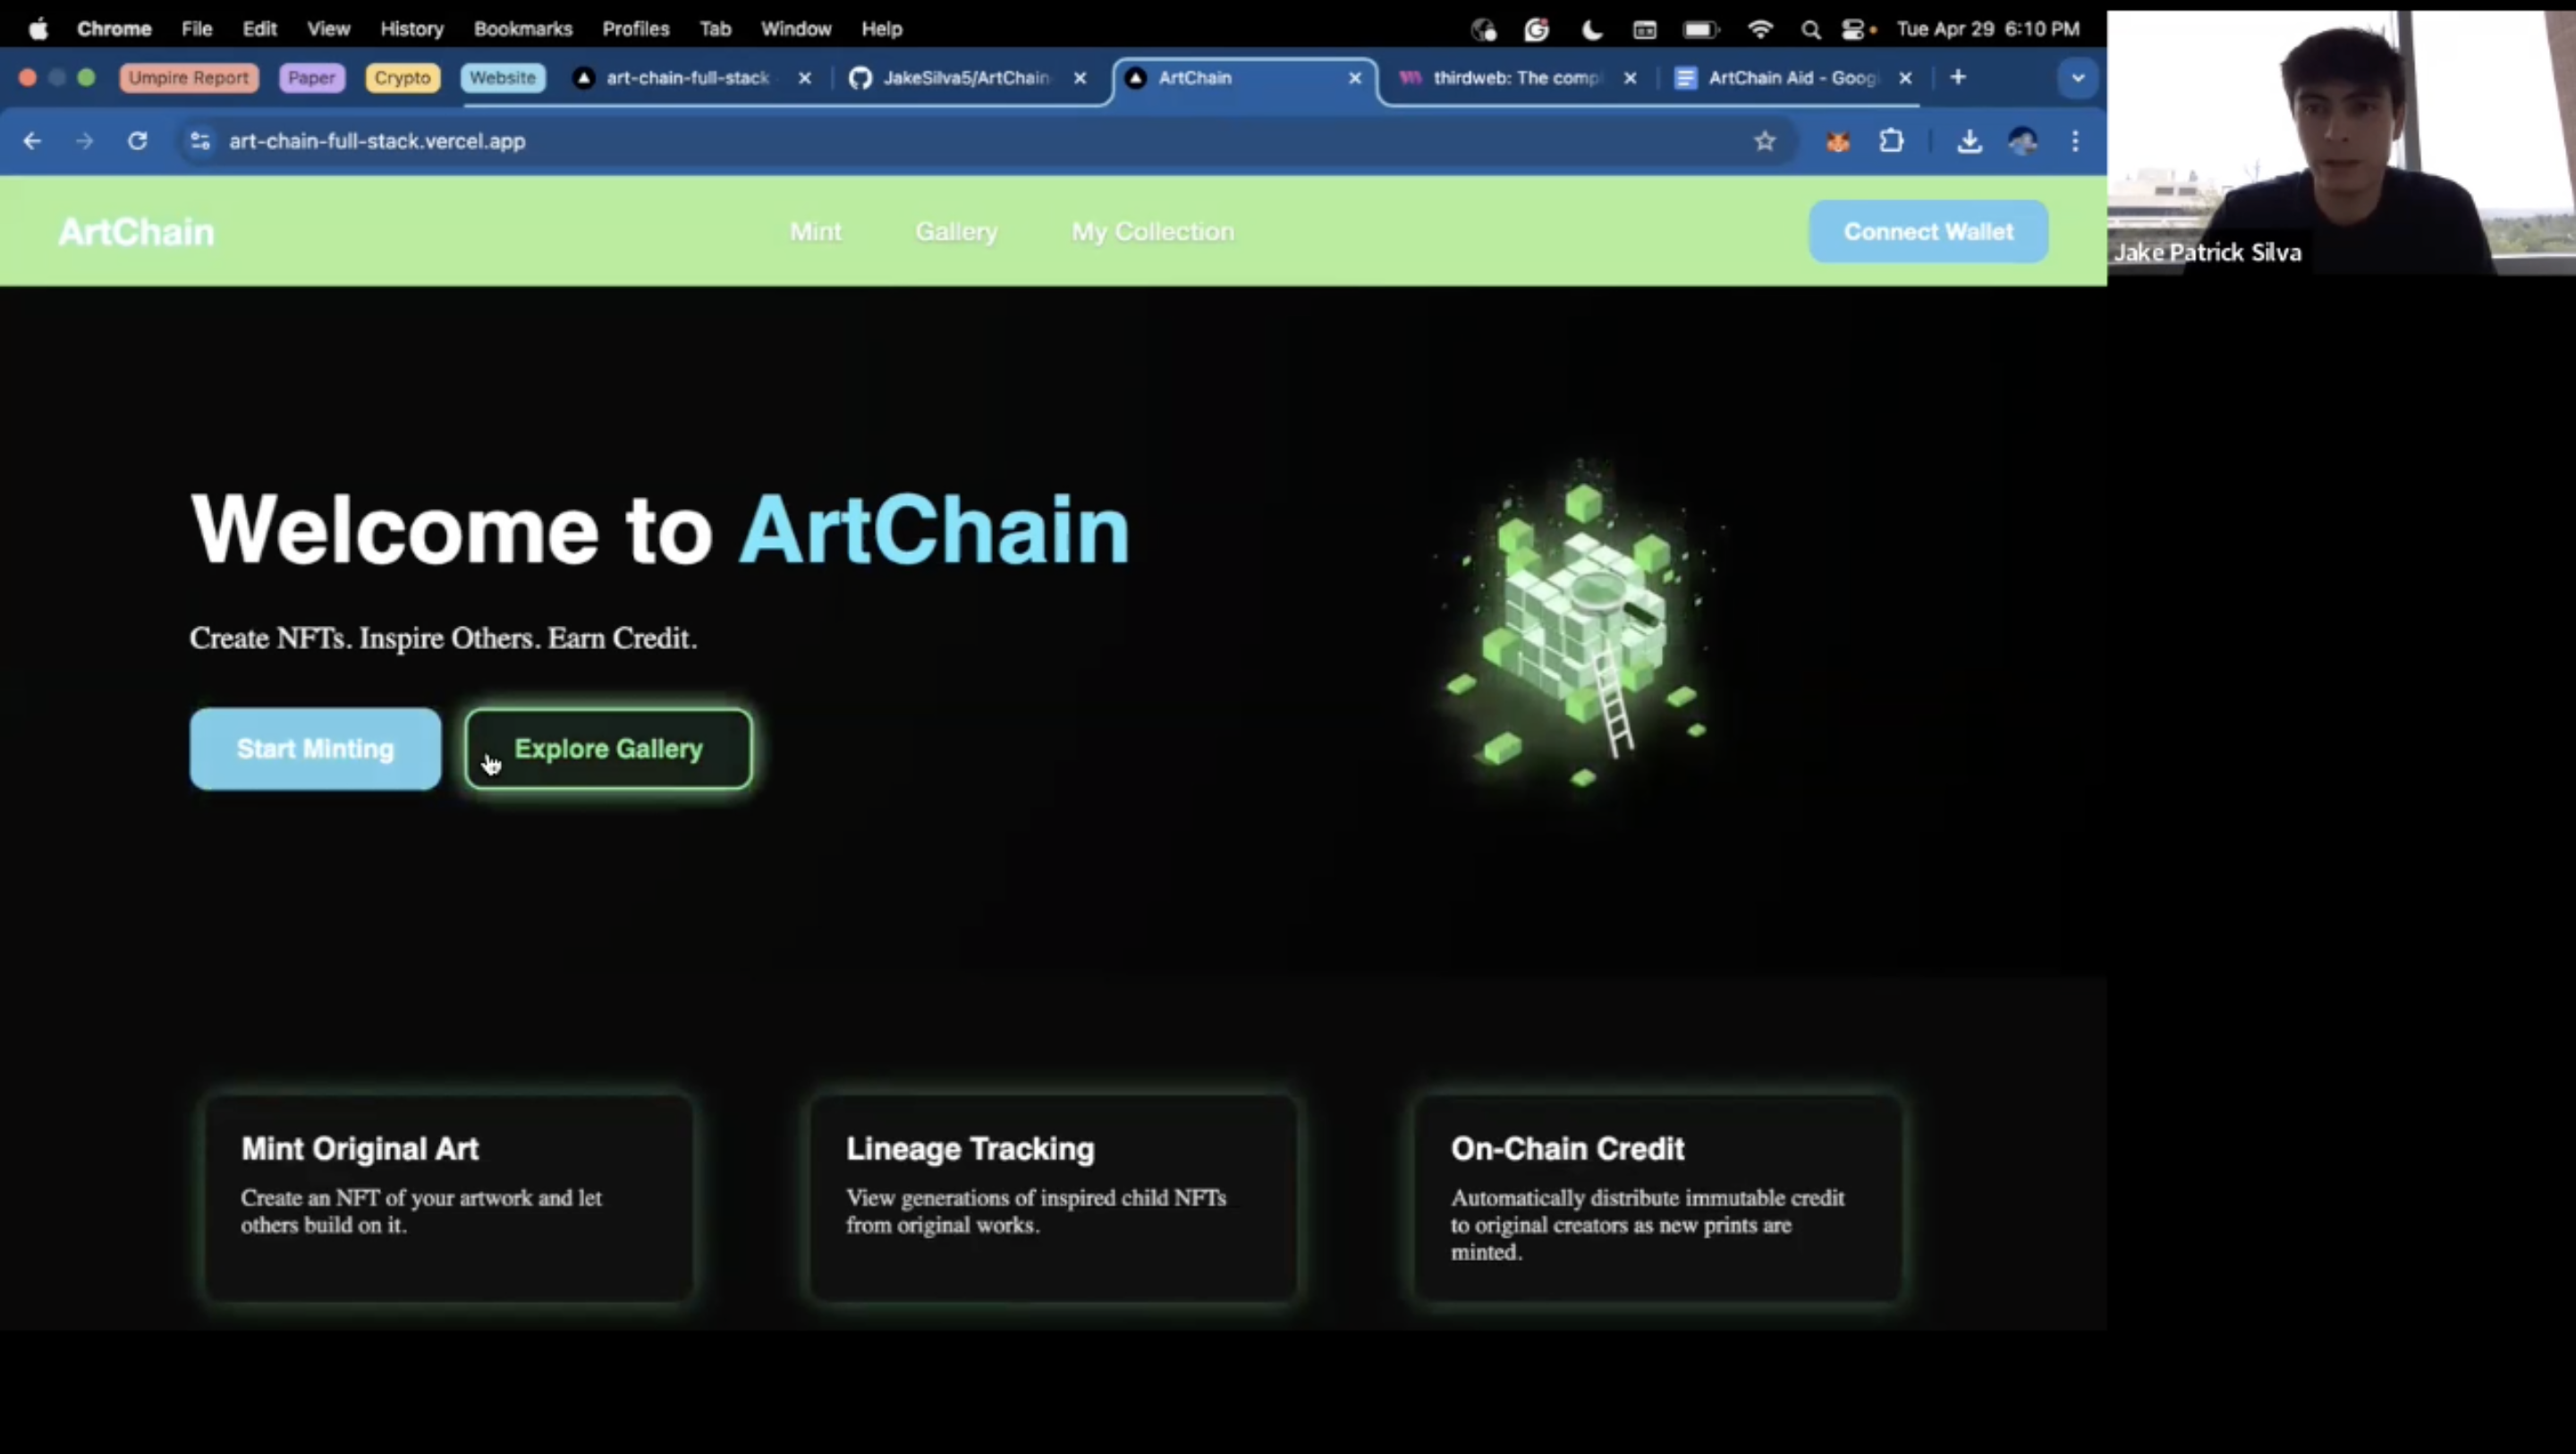 Chrome File Edit View History Bookmarks Profiles Tab Window Help Tue Apr 29 6:10 PM
Umpire Report Paper Crypto Website art-chain-full-stack JakeSilva5/ArtChain ArtChain thirdweb: The comp ArtChain Aid - Goog
art-chain-full-stack.vercel.app
ArtChain Mint Gallery My Collection Connect Wallet
Jake Patrick Silva
Welcome to ArtChain
Create NFTs. Inspire Others. Earn Credit.
Start Minting Explore Gallery
Mint Original Art
Create an NFT of your artwork and let
others build on it.
Lineage Tracking
View generations of inspired child NFTs
from original works.
On-Chain Credit
Automatically distribute immutable credit
to original creators as new prints are
minted.